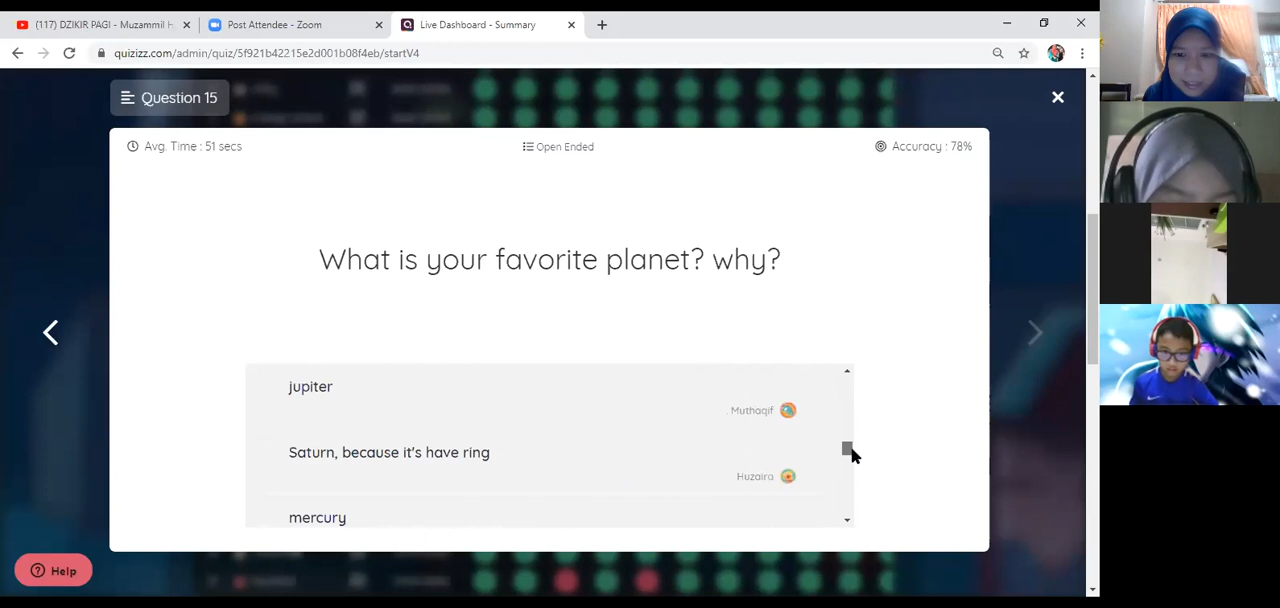 (117) DZIKIR PAGI - Muzammil H
Post Attendee - Zoom
Live Dashboard - Summary
quizizz.com/admin/quiz/5f921b42215e2d001b08f4eb/startV4
Question 15
Avg. Time : 51 secs
Open Ended
Accuracy : 78%
What is your favorite planet? why?
jupiter
. Muthaqif
Saturn, because it's have ring
Huzaira
mercury
Help